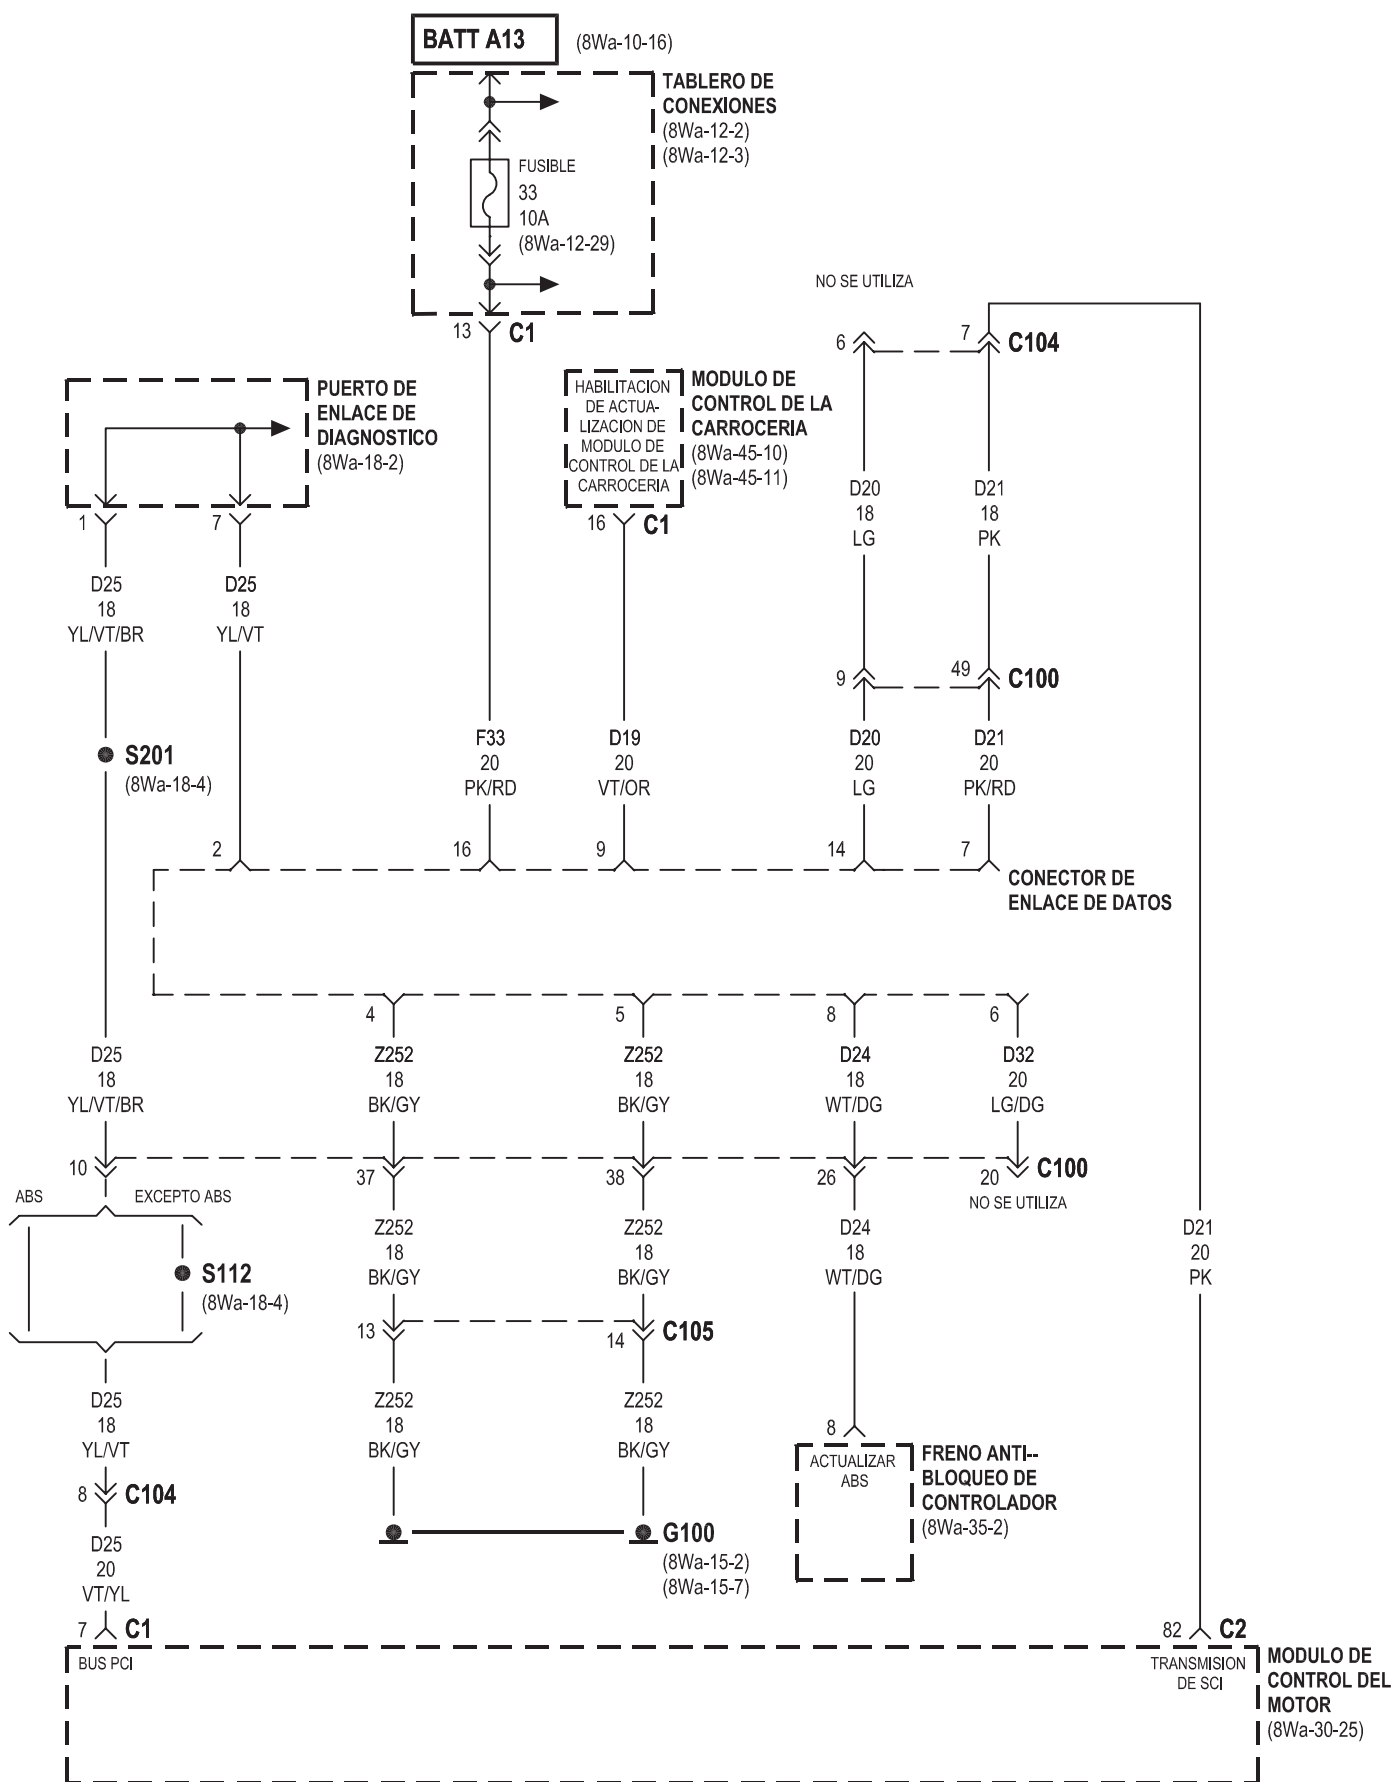 BATT A13
(8Wa-10-16)
TABLERO DE
CONEXIONES
(8Wa-12-2)
(8Wa-12-3)
FUSIBLE
33
10A
(8Wa-12-29)
13
C1
NO SE UTILIZA
6
7
C104
PUERTO DE
ENLACE DE
DIAGNOSTICO
(8Wa-18-2)
HABILITACION
DE ACTUA-
LIZACION DE
MODULO DE
CONTROL DE LA
CARROCERIA
MODULO DE
CONTROL DE LA
CARROCERIA
(8Wa-45-10)
(8Wa-45-11)
1
7
16
C1
D20
18
LG
D21
18
PK
D25
18
YL/VT/BR
D25
18
YL/VT
9
49
C100
S201
(8Wa-18-4)
F33
20
PK/RD
D19
20
VT/OR
D20
20
LG
D21
20
PK/RD
2
16
9
14
7
CONECTOR DE
ENLACE DE DATOS
4
5
8
6
D25
18
YL/VT/BR
Z252
18
BK/GY
Z252
18
BK/GY
D24
18
WT/DG
D32
20
LG/DG
10
37
38
26
20
C100
NO SE UTILIZA
ABS
EXCEPTO ABS
S112
(8Wa-18-4)
Z252
18
BK/GY
Z252
18
BK/GY
D24
18
WT/DG
D21
20
PK
13
14
C105
D25
18
YL/VT
Z252
18
BK/GY
Z252
18
BK/GY
8
ACTUALIZAR
ABS
FRENO ANTI--
BLOQUEO DE
CONTROLADOR
(8Wa-35-2)
8
C104
D25
20
VT/YL
G100
(8Wa-15-2)
(8Wa-15-7)
7
C1
82
C2
BUS PCI
TRANSMISION
DE SCI
MODULO DE
CONTROL DEL
MOTOR
(8Wa-30-25)